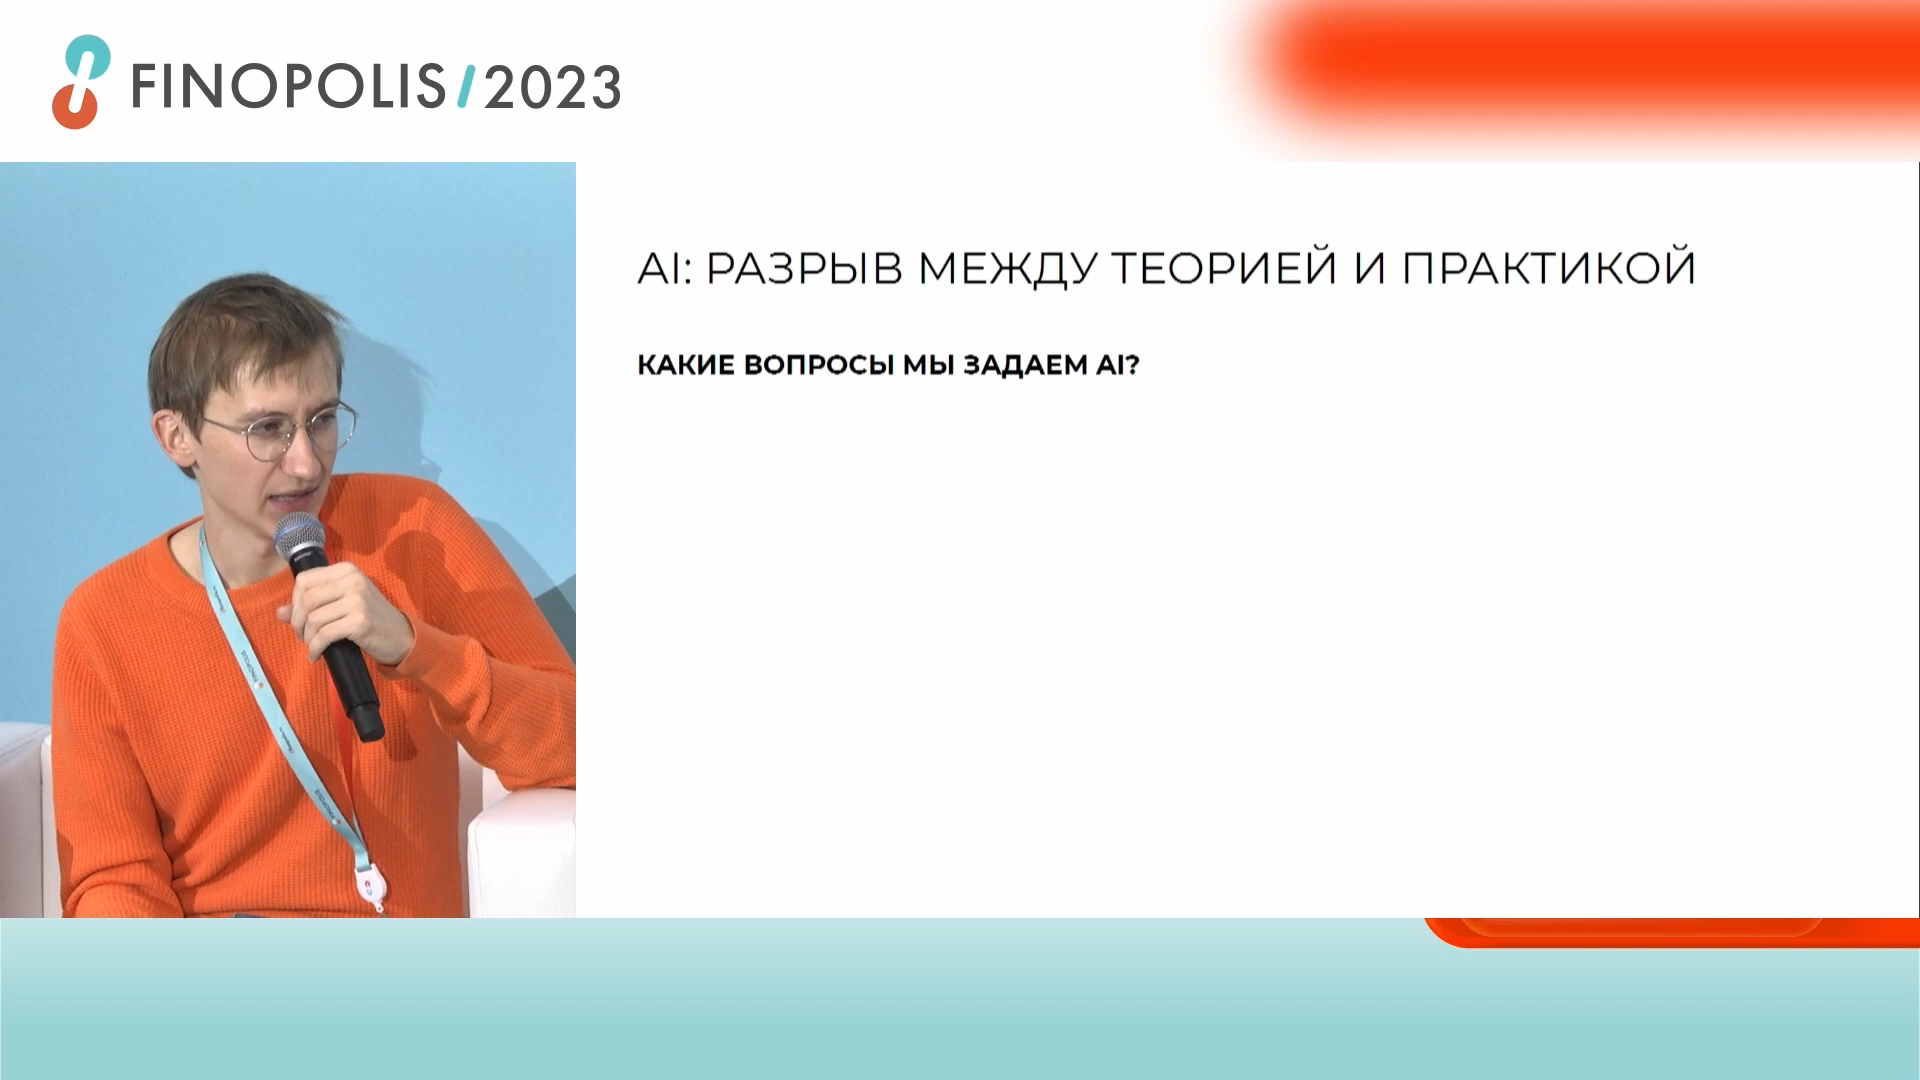 FINOPOLIS/2023
AI: РАЗРЫВ МЕЖДУ ТЕОРИЕЙ И ПРАКТИКОЙ
КАКИЕ ВОПРОСЫ МЫ ЗАДАЕМ AI?